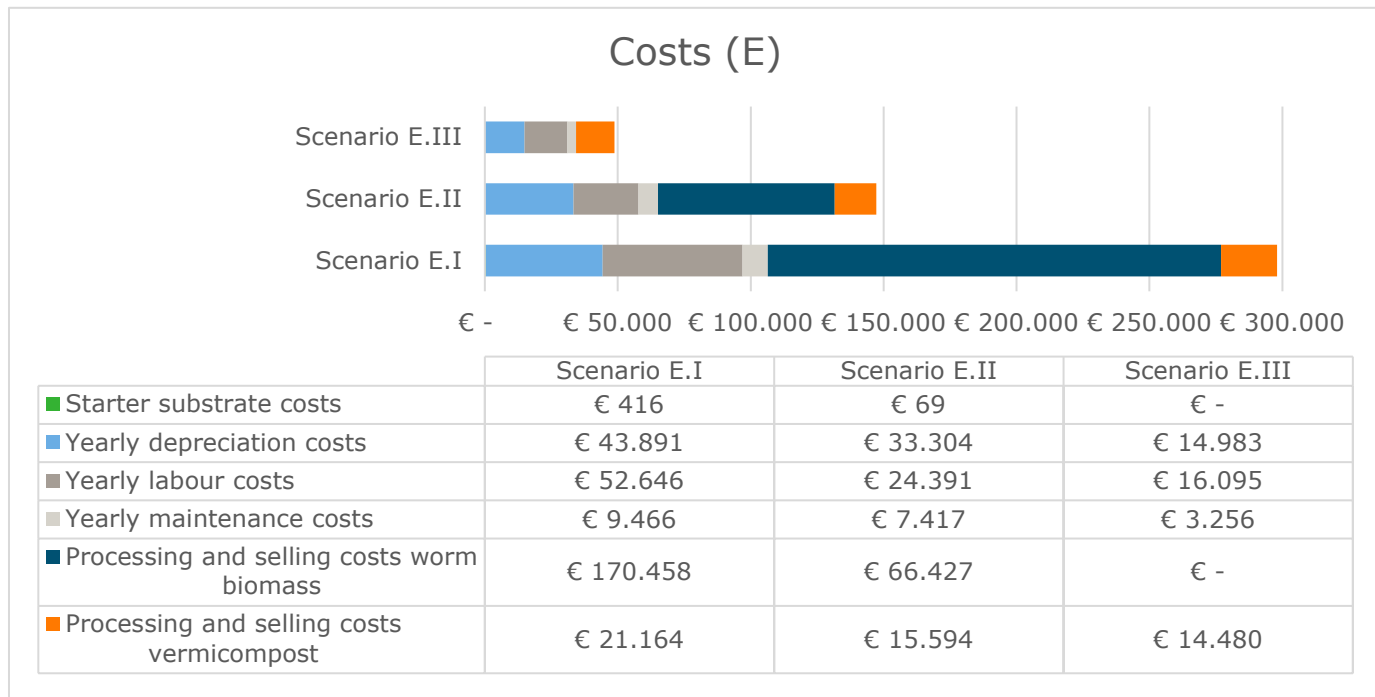 Costs (E)
Scenario E.III
Scenario E.II
Scenario E.I
€ - € 50.000 € 100.000 € 150.000 € 200.000 € 250.000 € 300.000
Scenario E.I Scenario E.II Scenario E.III
Starter substrate costs € 416 € 69 € -
Yearly depreciation costs € 43.891 € 33.304 € 14.983
Yearly labour costs € 52.646 € 24.391 € 16.095
Yearly maintenance costs € 9.466 € 7.417 € 3.256
Processing and selling costs worm
biomass € 170.458 € 66.427 € -
Processing and selling costs
vermicompost € 21.164 € 15.594 € 14.480